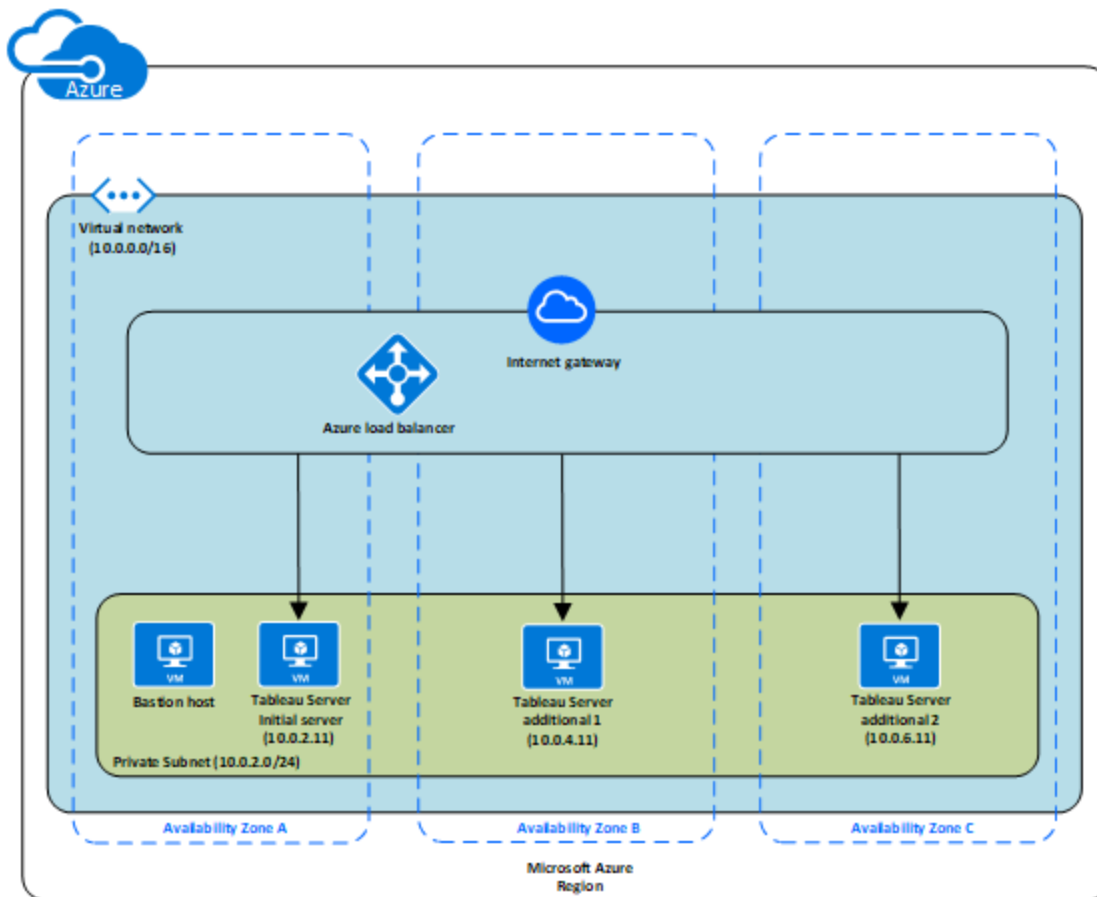 Azure
Virtual network
(10.0.0.0/16)
Internet gateway
Azure load balancer
VM
Bastion host
VM
Tableau Server
Initial server
(10.0.2.11)
VM
Tableau Server
additional 1
(10.0.4.11)
VM
Tableau Server
additional 2
(10.0.6.11)
Private Subnet (10.0.2.0/24)
Availability Zone A
Availability Zone B
Availability Zone C
Microsoft Azure
Region